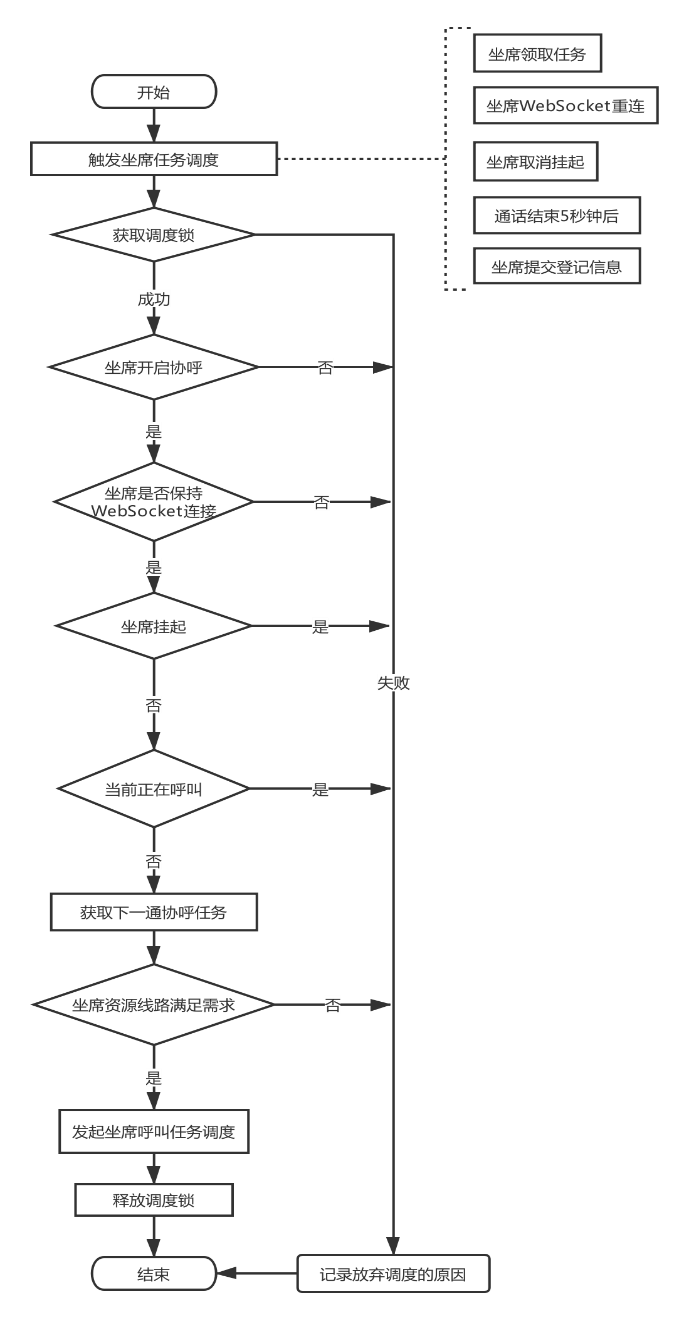 开始
触发坐席任务调度
坐席领取任务
坐席WebSocket重连
坐席取消挂起
通话结束5秒钟后
坐席提交登记信息
获取调度锁
成功
坐席开启协呼
否
是
坐席是否保持
WebSocket连接
否
是
坐席挂起
是
失败
否
当前正在呼叫
是
否
获取下一通协呼任务
坐席资源线路满足需求
否
是
发起坐席呼叫任务调度
释放调度锁
结束
记录放弃调度的原因